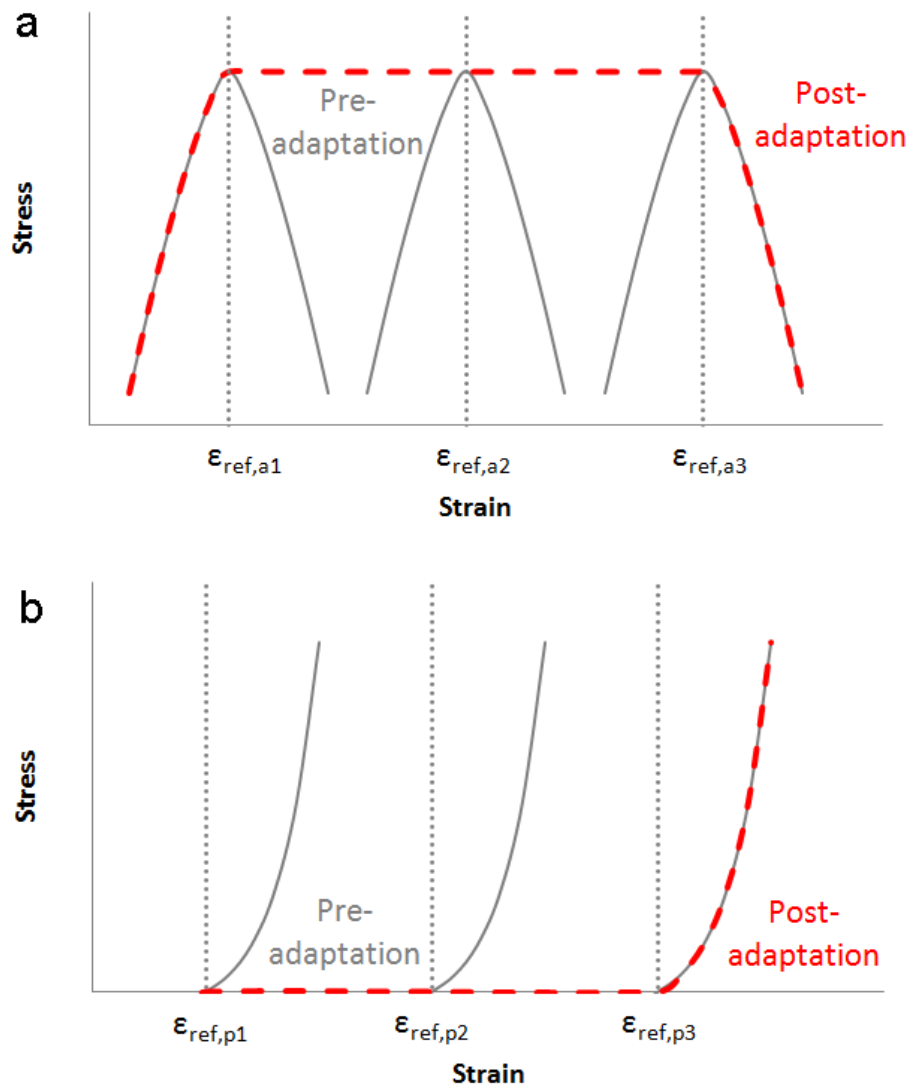 a
Pre-
adaptation
Post-
adaptation
Stress
εref,a1
εref,a2
εref,a3
Strain
b
Pre-
adaptation
Post-
adaptation
Stress
εref,p1
εref,p2
εref,p3
Strain